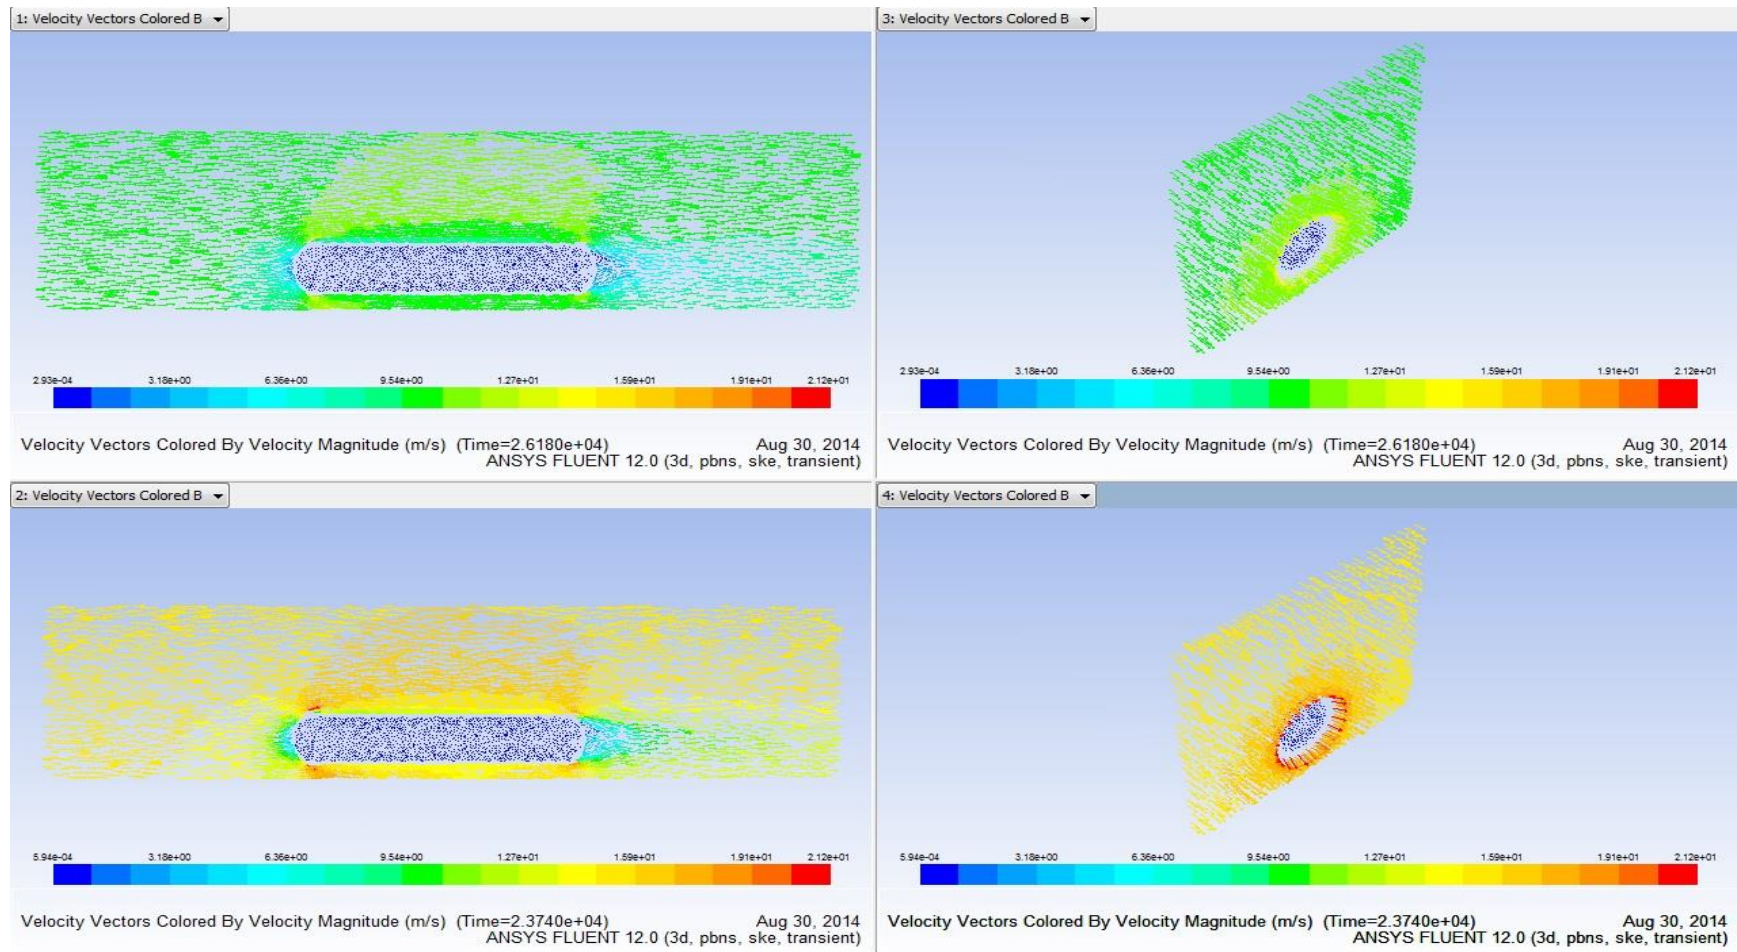 1: Velocity Vectors Colored B
2.93e-04 3.18e+00 6.36e+00 9.54e+00 1.27e+01 1.59e+01 1.91e+01 2.12e+01
Velocity Vectors Colored By Velocity Magnitude (m/s) (Time=2.6180e+04) Aug 30, 2014
ANSYS FLUENT 12.0 (3d, pbns, ske, transient)
3: Velocity Vectors Colored B
2.93e-04 3.18e+00 6.36e+00 9.54e+00 1.27e+01 1.59e+01 1.91e+01 2.12e+01
Velocity Vectors Colored By Velocity Magnitude (m/s) (Time=2.6180e+04) Aug 30, 2014
ANSYS FLUENT 12.0 (3d, pbns, ske, transient)
2: Velocity Vectors Colored B
5.94e-04 3.18e+00 6.36e+00 9.54e+00 1.27e+01 1.59e+01 1.91e+01 2.12e+01
Velocity Vectors Colored By Velocity Magnitude (m/s) (Time=2.3740e+04) Aug 30, 2014
ANSYS FLUENT 12.0 (3d, pbns, ske, transient)
4: Velocity Vectors Colored B
5.94e-04 3.18e+00 6.36e+00 9.54e+00 1.27e+01 1.59e+01 1.91e+01 2.12e+01
Velocity Vectors Colored By Velocity Magnitude (m/s) (Time=2.3740e+04) Aug 30, 2014
ANSYS FLUENT 12.0 (3d, pbns, ske, transient)